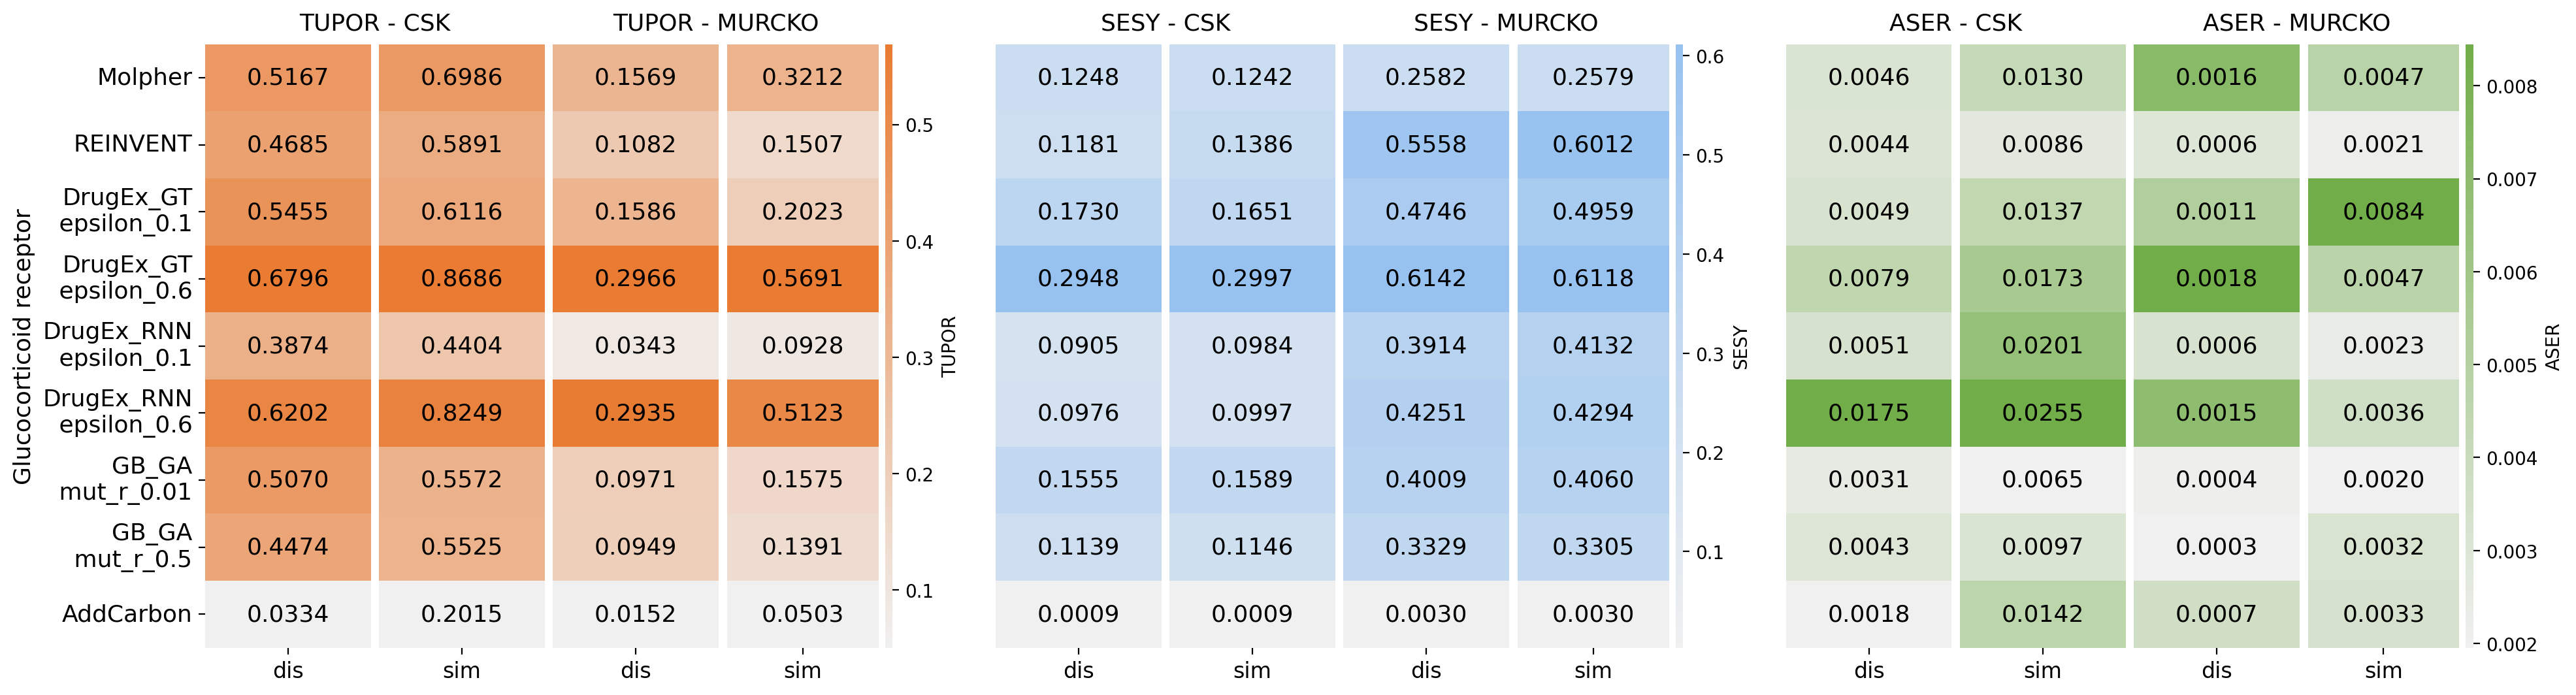 TUPOR - CSK TUPOR - MURCKO SESY - CSK SESY - MURCKO ASER - CSK ASER - MURCKO
Glucocorticoid receptor
Molpher 0.5167 0.6986 0.1569 0.3212 0.1248 0.1242 0.2582 0.2579 0.0046 0.0130 0.0016 0.0047
REINVENT 0.4685 0.5891 0.1082 0.1507 0.1181 0.1386 0.5558 0.6012 0.0044 0.0086 0.0006 0.0021
DrugEx_GT
epsilon_0.1 0.5455 0.6116 0.1586 0.2023 0.1730 0.1651 0.4746 0.4959 0.0049 0.0137 0.0011 0.0084
DrugEx_GT
epsilon_0.6 0.6796 0.8686 0.2966 0.5691 0.2948 0.2997 0.6142 0.6118 0.0079 0.0173 0.0018 0.0047
DrugEx_RNN
epsilon_0.1 0.3874 0.4404 0.0343 0.0928 0.0905 0.0984 0.3914 0.4132 0.0051 0.0201 0.0006 0.0023
DrugEx_RNN
epsilon_0.6 0.6202 0.8249 0.2935 0.5123 0.0976 0.0997 0.4251 0.4294 0.0175 0.0255 0.0015 0.0036
GB_GA
mut_r_0.01 0.5070 0.5572 0.0971 0.1575 0.1555 0.1589 0.4009 0.4060 0.0031 0.0065 0.0004 0.0020
GB_GA
mut_r_0.5 0.4474 0.5525 0.0949 0.1391 0.1139 0.1146 0.3329 0.3305 0.0043 0.0097 0.0003 0.0032
AddCarbon 0.0334 0.2015 0.0152 0.0503 0.0009 0.0009 0.0030 0.0030 0.0018 0.0142 0.0007 0.0033
dis sim dis sim dis sim dis sim dis sim dis sim
0.5
0.4
0.3
0.2
0.1
TUPOR
0.6
0.5
0.4
0.3
0.2
0.1
SESY
0.008
0.007
0.006
0.005
0.004
0.003
0.002
ASER